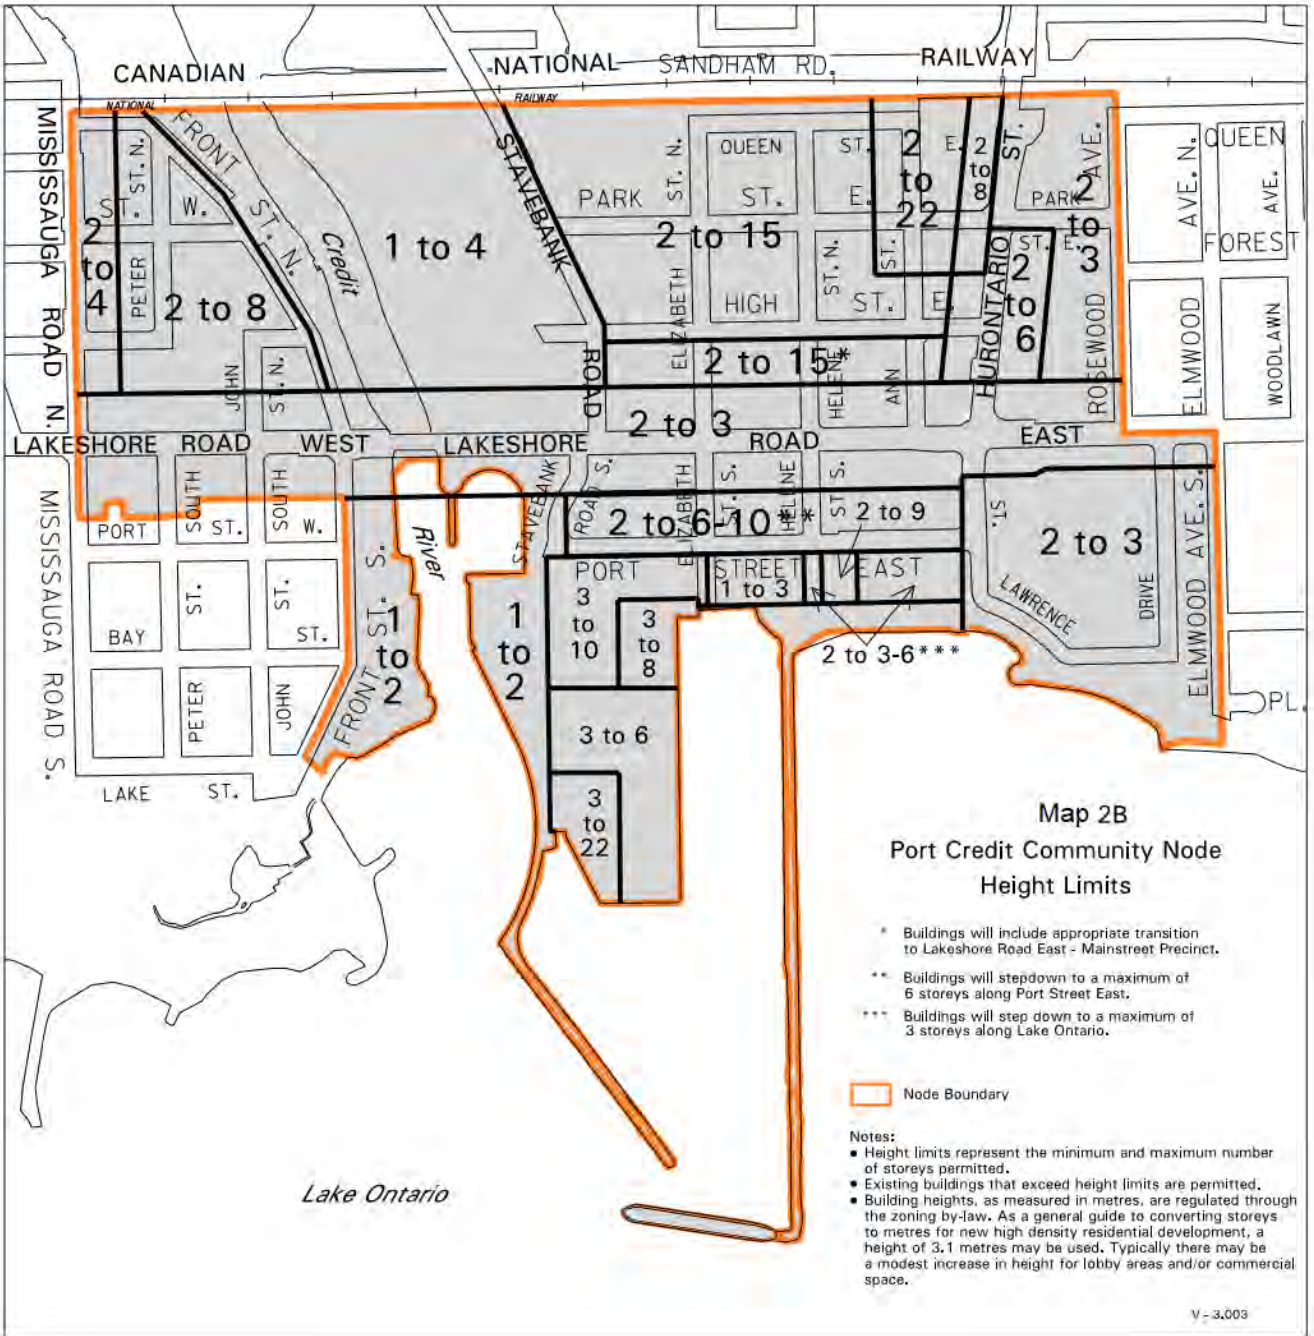 CANADIAN NATIONAL RAILWAY
SANDHAM RD.
NATIONAL
RAILWAY
MISSISSAUGA ROAD N.
FRONT ST. N.
STAVEBANK ROAD
QUEEN ST. E.
HURONTARIO ST.
PARK ST. E.
PARK ST. E.
QUEEN
AVE. N.
AVE.
FOREST
ST. W.
PETER ST. N.
Credit
2 to 4
2 to 8
1 to 4
2 to 15
2 to 22
2 to 8
2 to 3
2 to 6
HIGH ST. E.
ELIZABETH ST. N.
HELENE ST. N.
ANN ST.
ROSEWOOD AVE.
ELMWOOD
WOODLAWN
JOHN ST. N.
2 to 15*
2 to 3
LAKESHORE ROAD WEST
LAKESHORE ROAD EAST
MISSISSAUGA ROAD S.
PORT ST. W.
SOUTH
SOUTH
River
STAVEBANK ROAD S.
ELIZABETH ST. S.
HELENE ST. S.
2 to 6-10**
2 to 9
2 to 3
ST.
LAWRENCE
DRIVE
ELMWOOD AVE. S.
PORT STREET EAST
1 to 3
3 to 10
3 to 8
2 to 3-6***
BAY ST.
PETER ST.
JOHN ST.
FRONT ST. S.
1 to 2
1 to 2
3 to 6
3 to 22
PL.
LAKE ST.
Lake Ontario
Map 2B
Port Credit Community Node
Height Limits
* Buildings will include appropriate transition
to Lakeshore Road East - Mainstreet Precinct.
** Buildings will stepdown to a maximum of
6 storeys along Port Street East.
*** Buildings will step down to a maximum of
3 storeys along Lake Ontario.
Node Boundary
Notes:
• Height limits represent the minimum and maximum number
of storeys permitted.
• Existing buildings that exceed height limits are permitted.
• Building heights, as measured in metres, are regulated through
the zoning by-law. As a general guide to converting storeys
to metres for new high density residential development, a
height of 3.1 metres may be used. Typically there may be
a modest increase in height for lobby areas and/or commercial
space.
V - 3.003